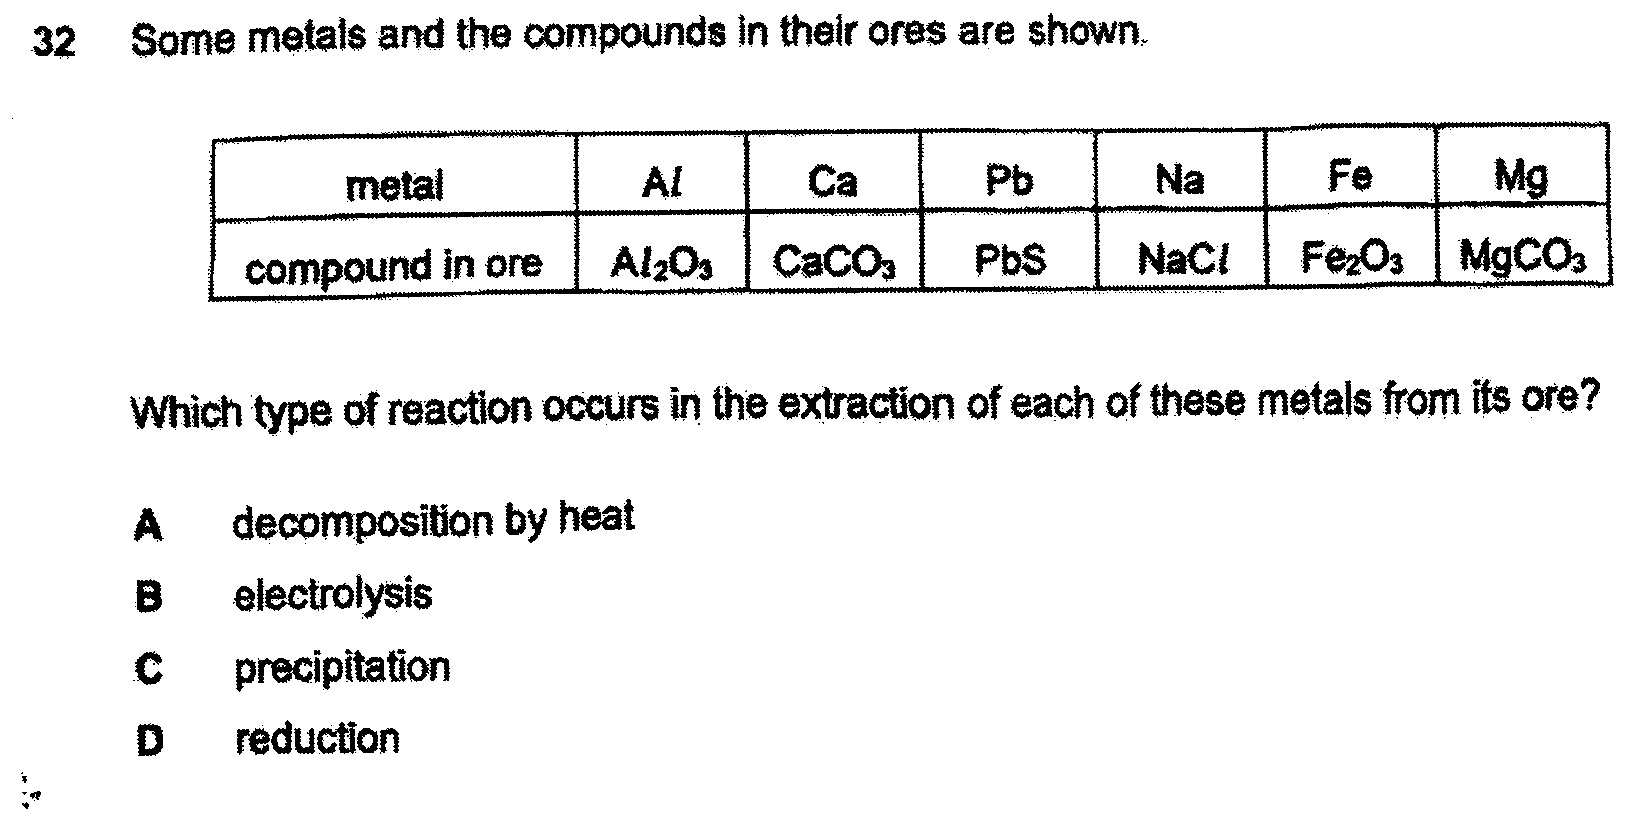 32 Some metals and the compounds in their ores are shown.
metal Al Ca Pb Na Fe Mg
compound in ore Al₂O₃ CaCO₃ PbS NaCl Fe₂O₃ MgCO₃
Which type of reaction occurs in the extraction of each of these metals from its ore?
A decomposition by heat
B electrolysis
C precipitation
D reduction